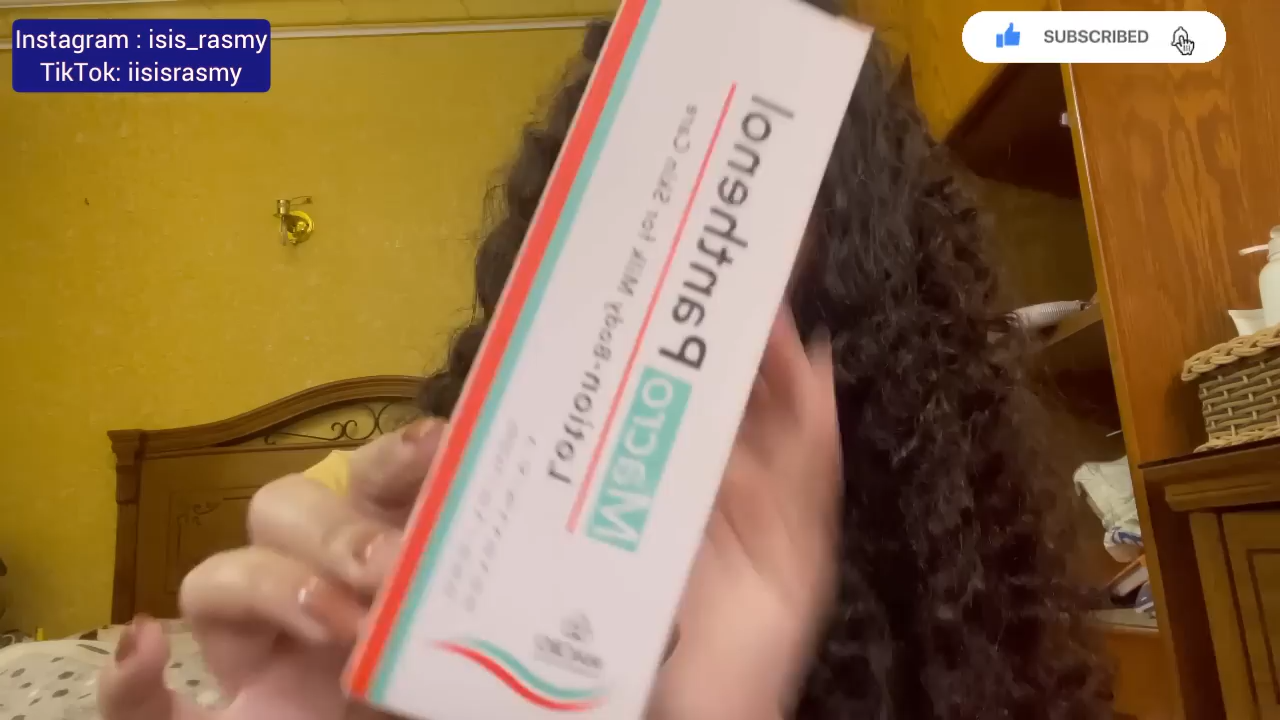 Instagram : isis_rasmy
TikTok: iisisrasmy
SUBSCRIBED
Macro Panthenol
Lotion-Body Milk for Skin Care